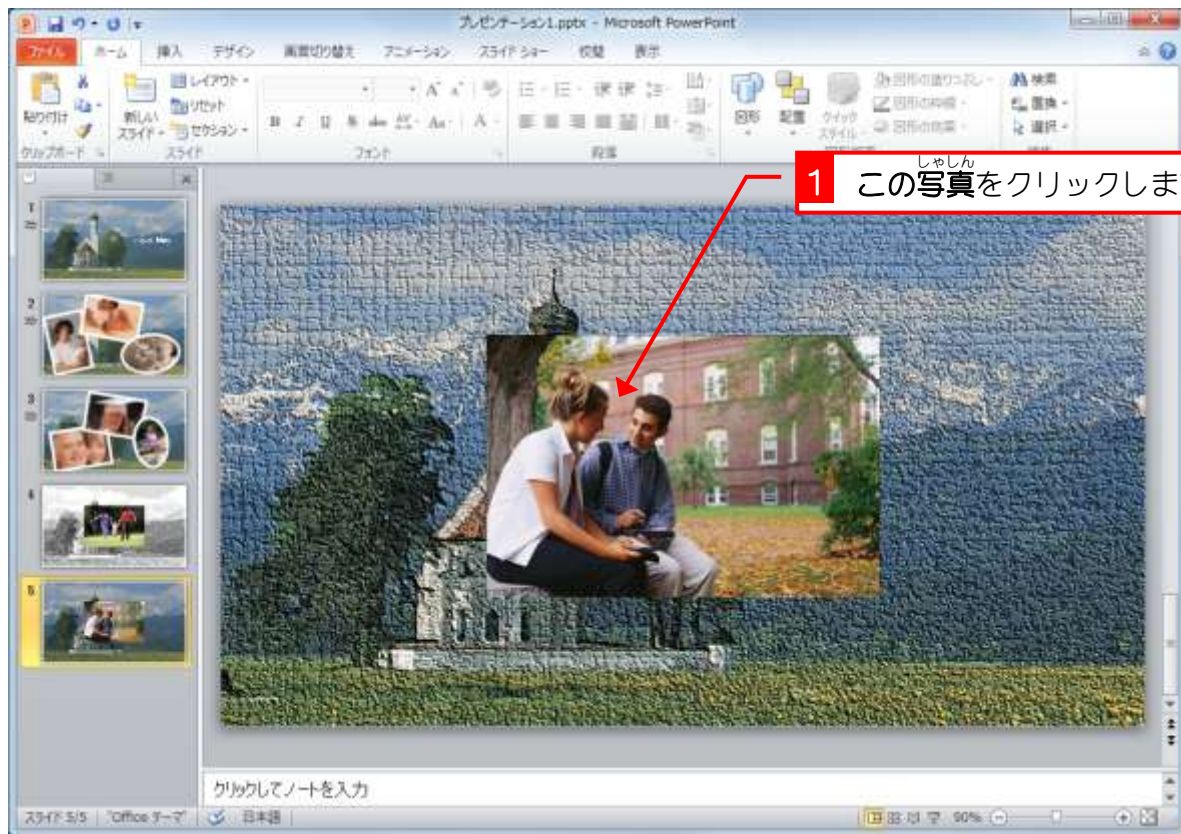 プレゼンテーション1.pptx - Microsoft PowerPoint
ファイル ホーム 挿入 デザイン 画面切り替え アニメーション スライド ショー 校閲 表示
貼り付け
新しい
スライド
レイアウト
リセット
セクション
図形
配置
クイック
スタイル
図形の塗りつぶし
図形の枠線
図形の効果
検索
置換
選択
クリップボード スライド フォント 段落
しゃしん
1 この写真をクリックしま
1
2
3
4
5
クリックしてノートを入力
スライド 5/5 "Office テーマ" 日本語 90%